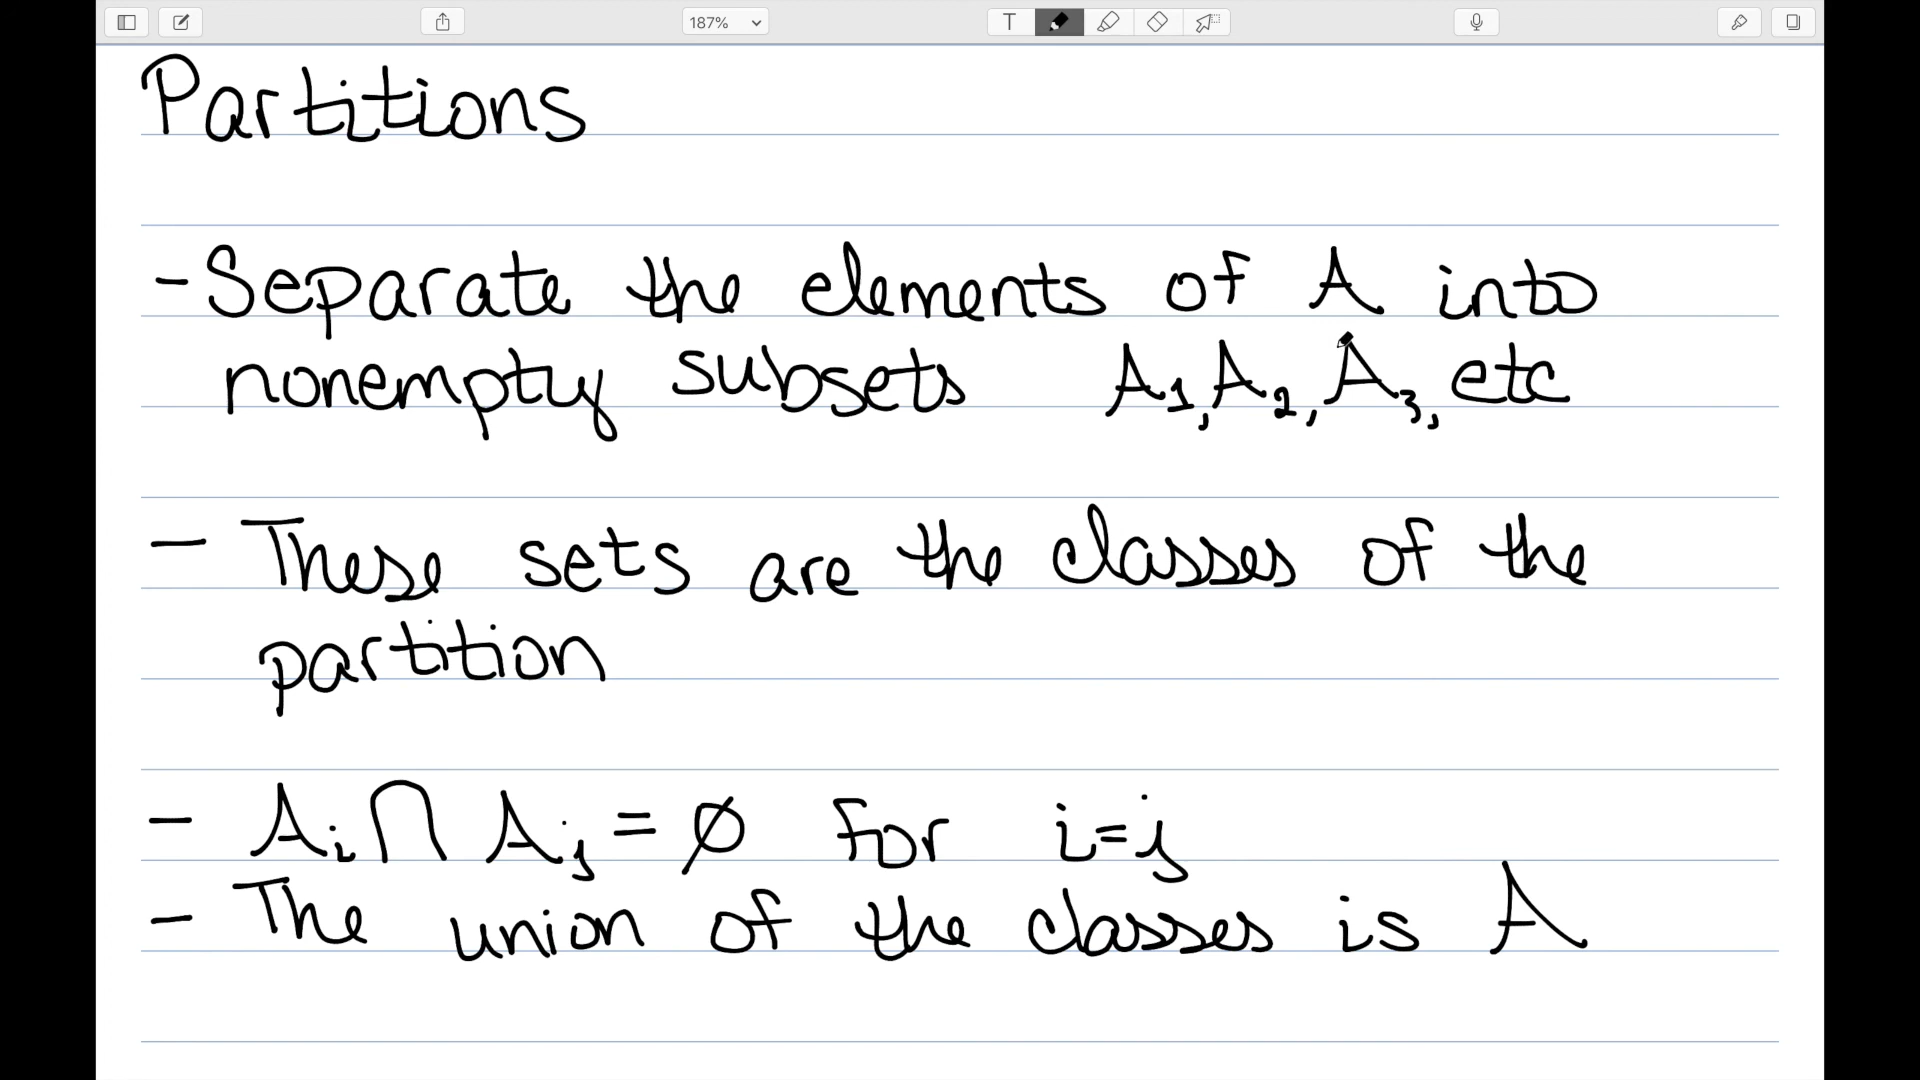 187%
T
Partitions
- Separate the elements of A into
nonempty subsets A₁, A₂, A₃, etc
- These sets are the classes of the
partition
- Aᵢ ∩ Aⱼ = ∅ for i=j
- The union of the classes is A